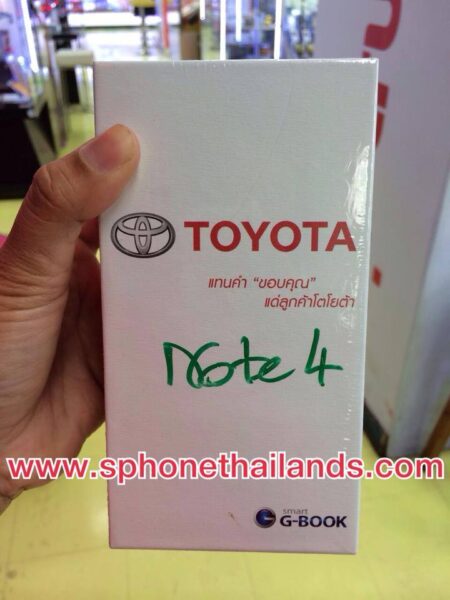 TOYOTA
แทนคำ “ขอบคุณ”
แด่ลูกค้าโตโยต้า
Note 4
www.sphonethailands.com
smart
G-BOOK